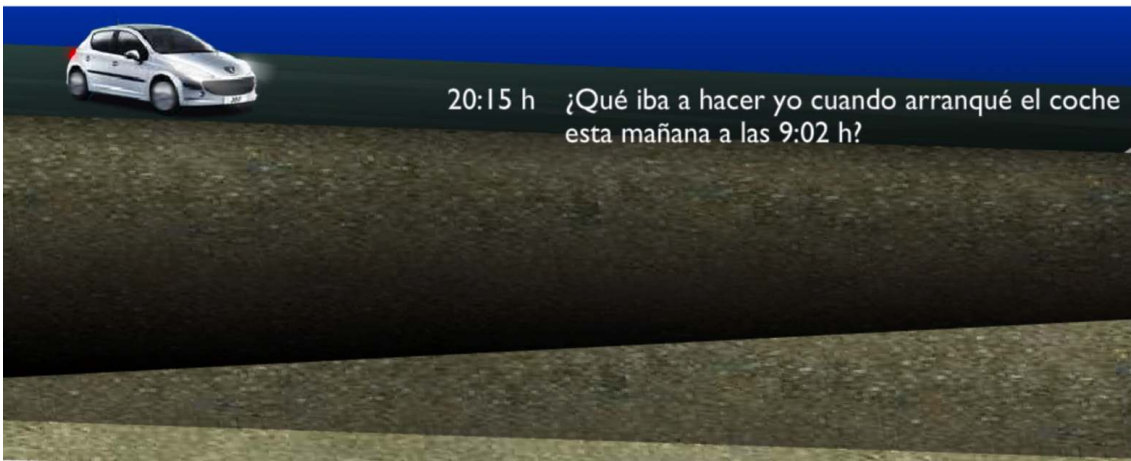 20:15 h ¿Qué iba a hacer yo cuando arranqué el coche
esta mañana a las 9:02 h?